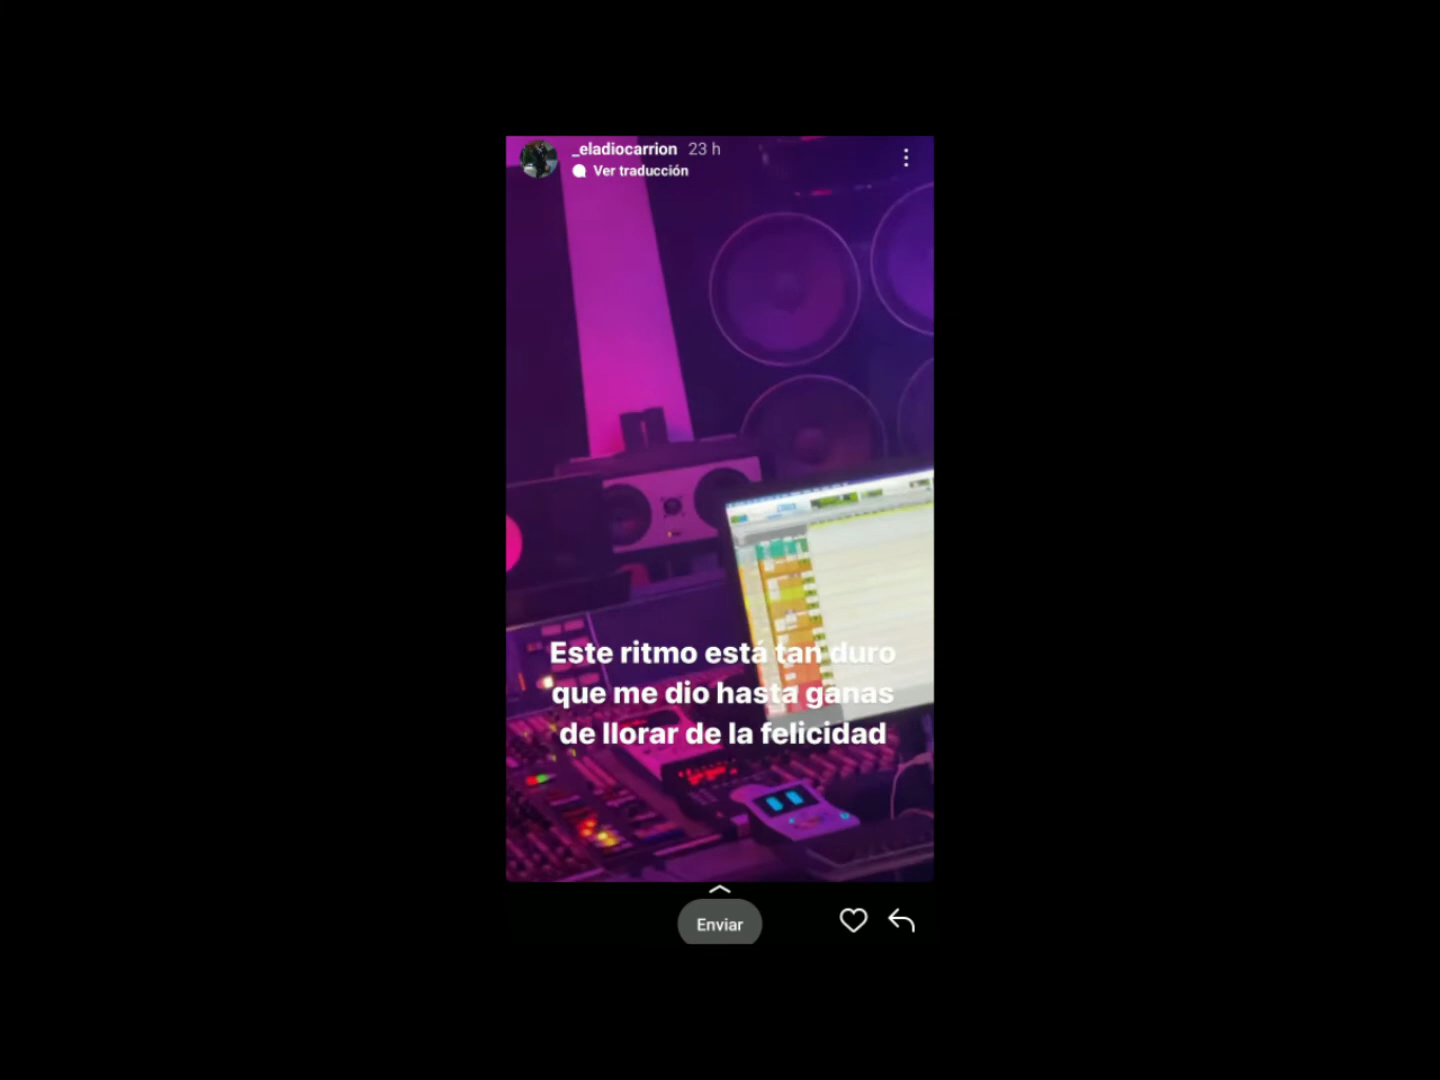 _eladiocarrion 23 h
Ver traducción
Este ritmo está tan duro
que me dio hasta ganas
de llorar de la felicidad
Enviar